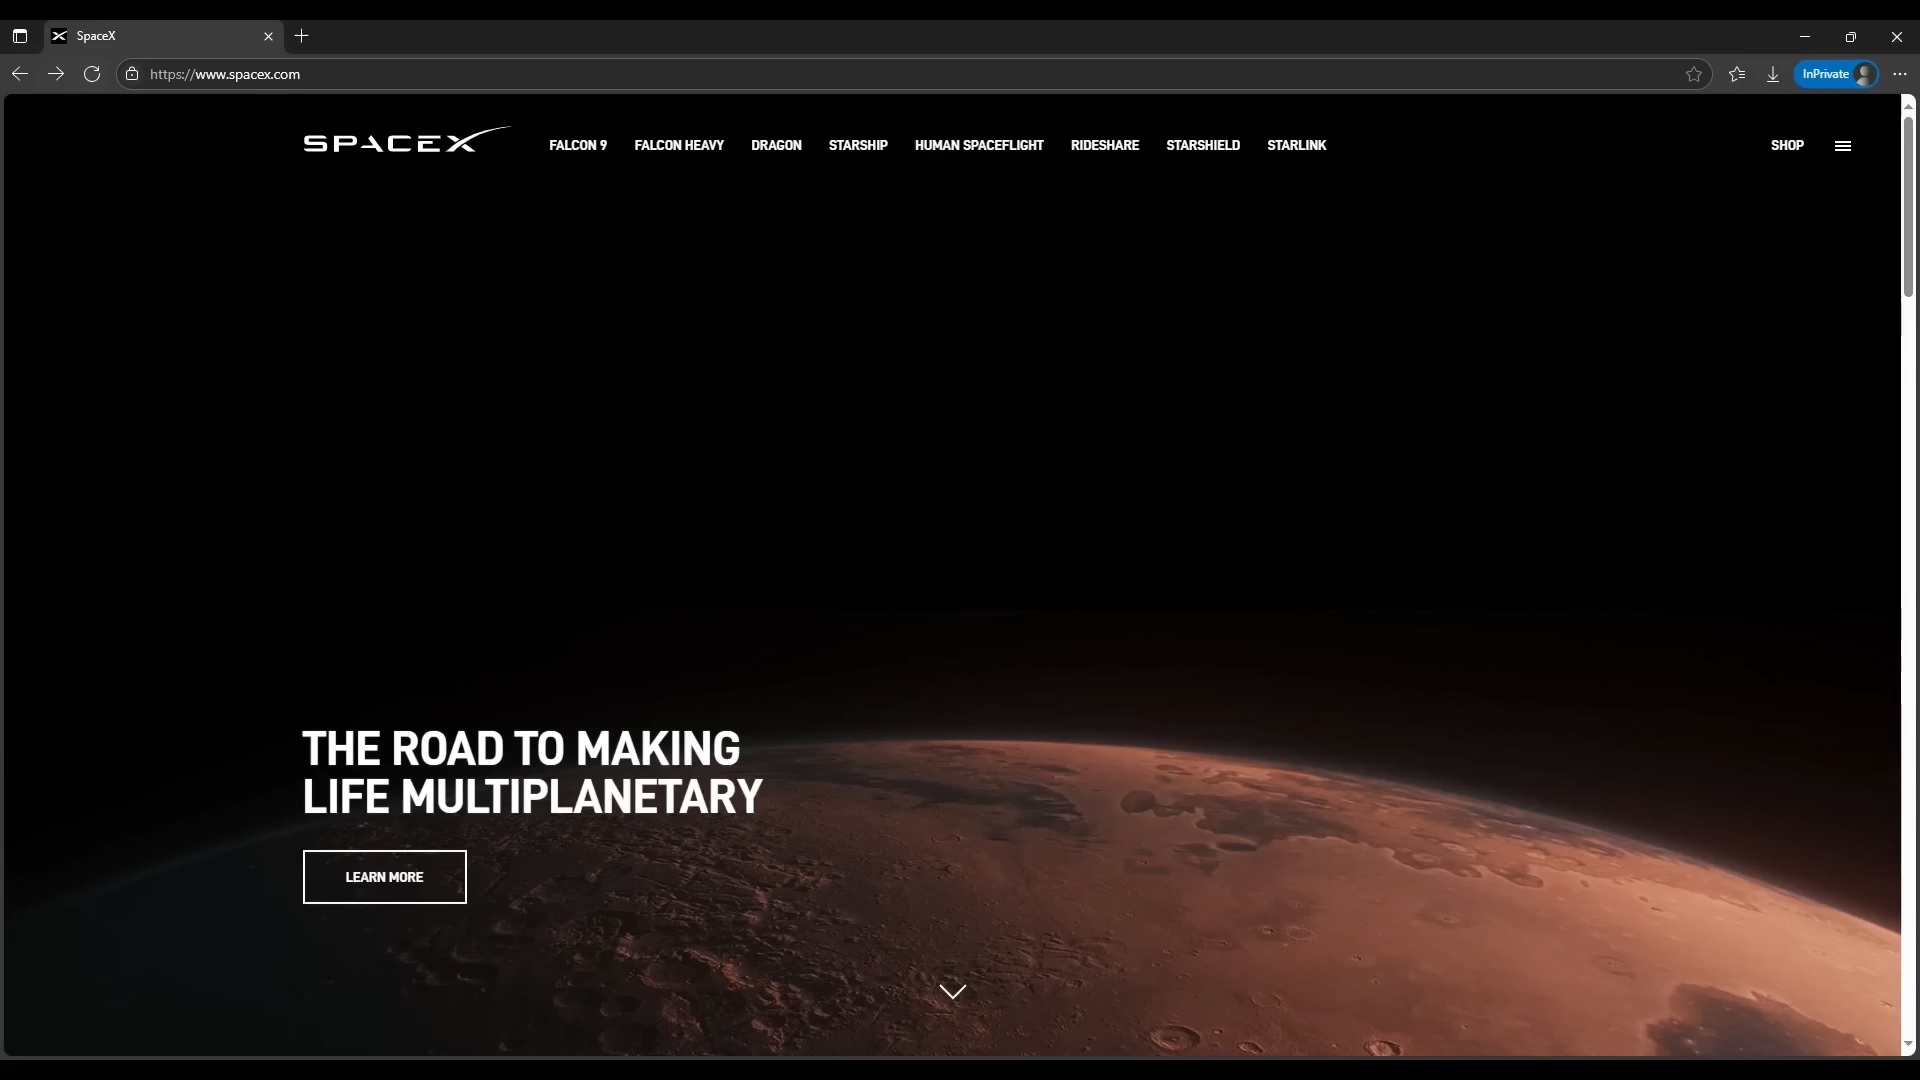 SpaceX
https://www.spacex.com
InPrivate
SPACEX FALCON 9 FALCON HEAVY DRAGON STARSHIP HUMAN SPACEFLIGHT RIDESHARE STARSHIELD STARLINK SHOP
THE ROAD TO MAKING
LIFE MULTIPLANETARY
LEARN MORE